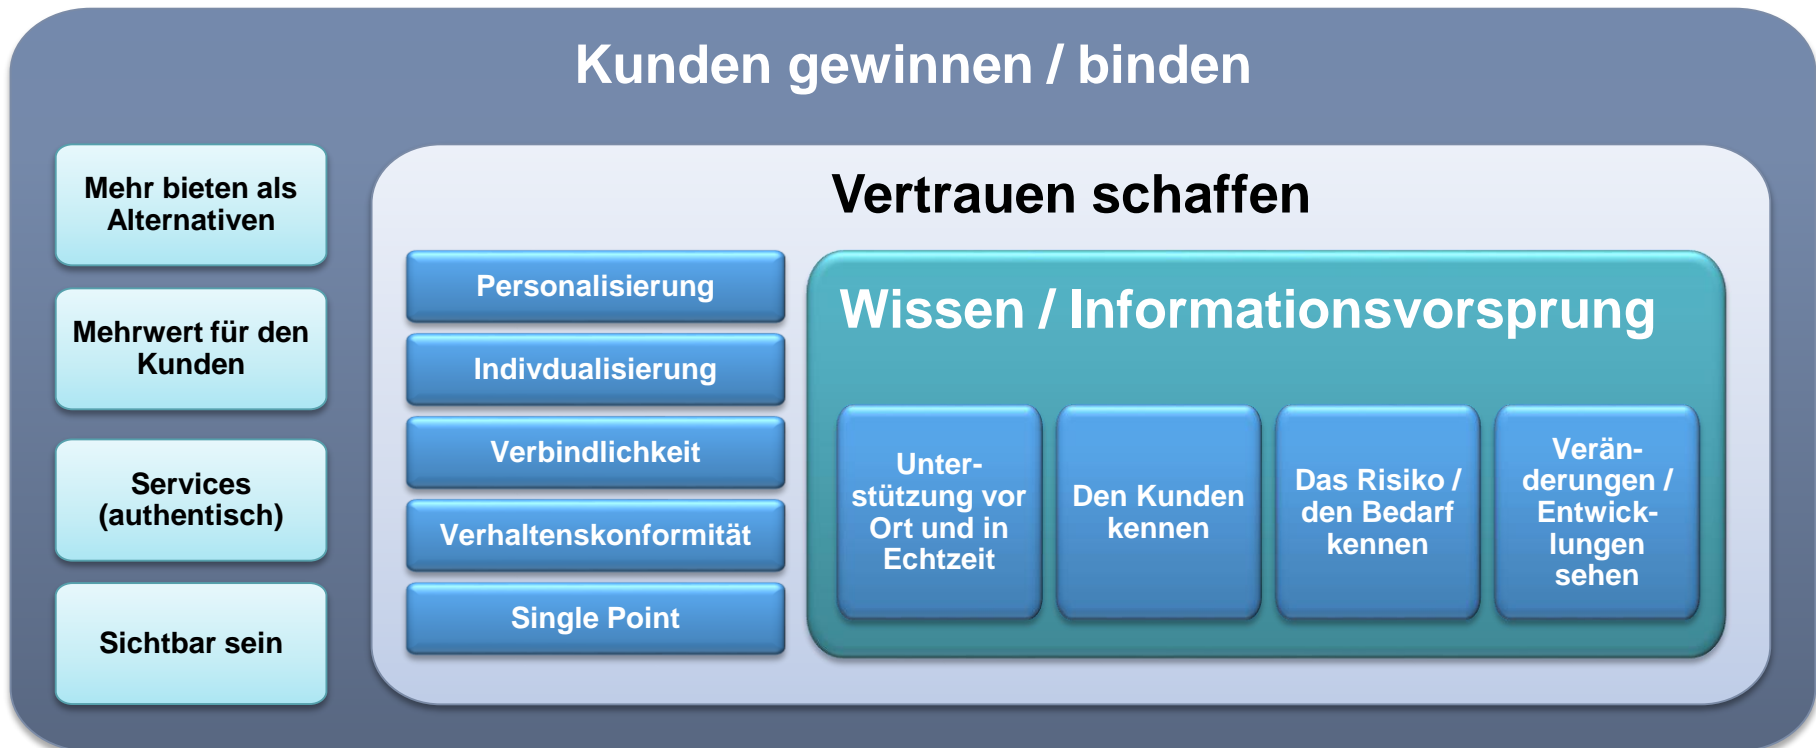 Kunden gewinnen / binden
Mehr bieten als
Alternativen
Mehrwert für den
Kunden
Services
(authentisch)
Sichtbar sein
Vertrauen schaffen
Personalisierung
Indivdualisierung
Verbindlichkeit
Verhaltenskonformität
Single Point
Wissen / Informationsvorsprung
Unter-
stützung vor
Ort und in
Echtzeit
Den Kunden
kennen
Das Risiko /
den Bedarf
kennen
Verän-
derungen /
Entwick-
lungen
sehen